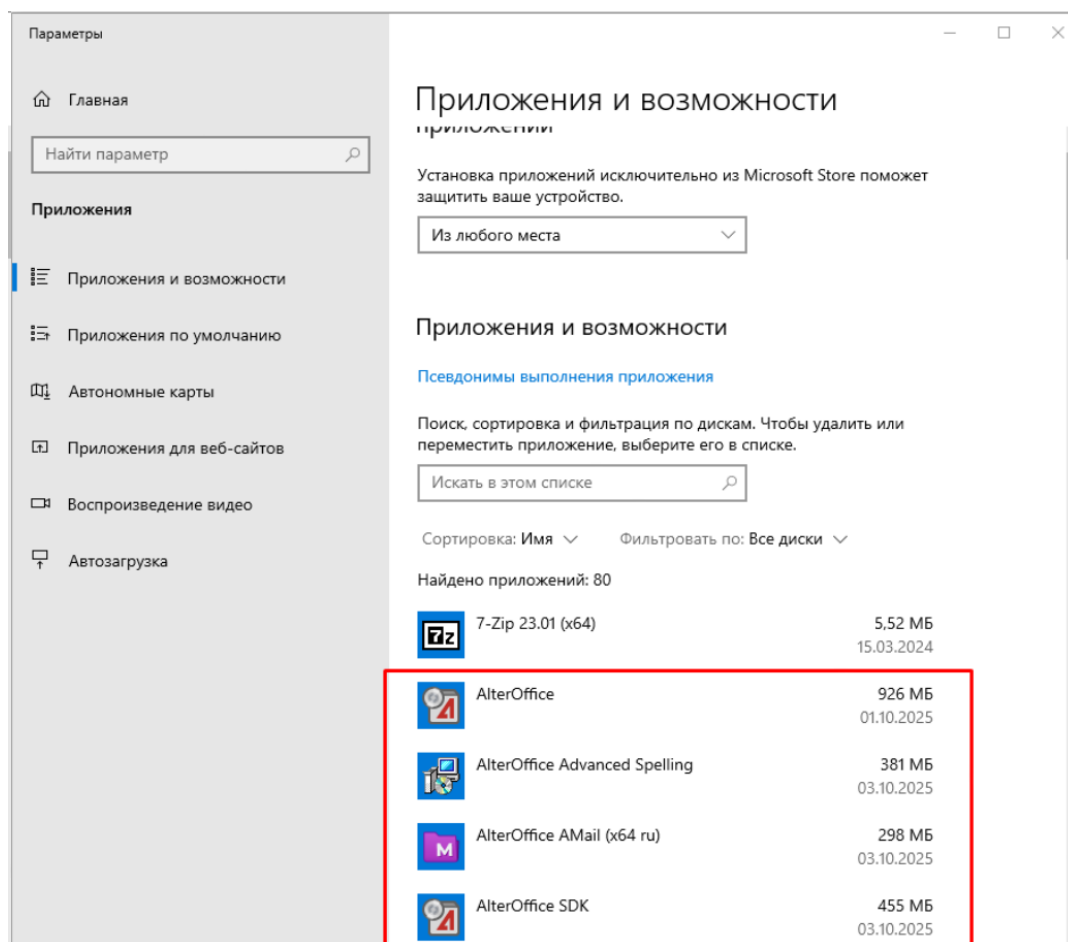 Параметры
Главная
Найти параметр
Приложения
Приложения и возможности
Приложения по умолчанию
Автономные карты
Приложения для веб-сайтов
Воспроизведение видео
Автозагрузка
Приложения и возможности
приложений
Установка приложений исключительно из Microsoft Store поможет
защитить ваше устройство.
Из любого места
Приложения и возможности
Псевдонимы выполнения приложения
Поиск, сортировка и фильтрация по дискам. Чтобы удалить или
переместить приложение, выберите его в списке.
Искать в этом списке
Сортировка: Имя Фильтровать по: Все диски
Найдено приложений: 80
7-Zip 23.01 (x64) 5,52 МБ
15.03.2024
AlterOffice 926 МБ
01.10.2025
AlterOffice Advanced Spelling 381 МБ
03.10.2025
AlterOffice AMail (x64 ru) 298 МБ
03.10.2025
AlterOffice SDK 455 МБ
03.10.2025